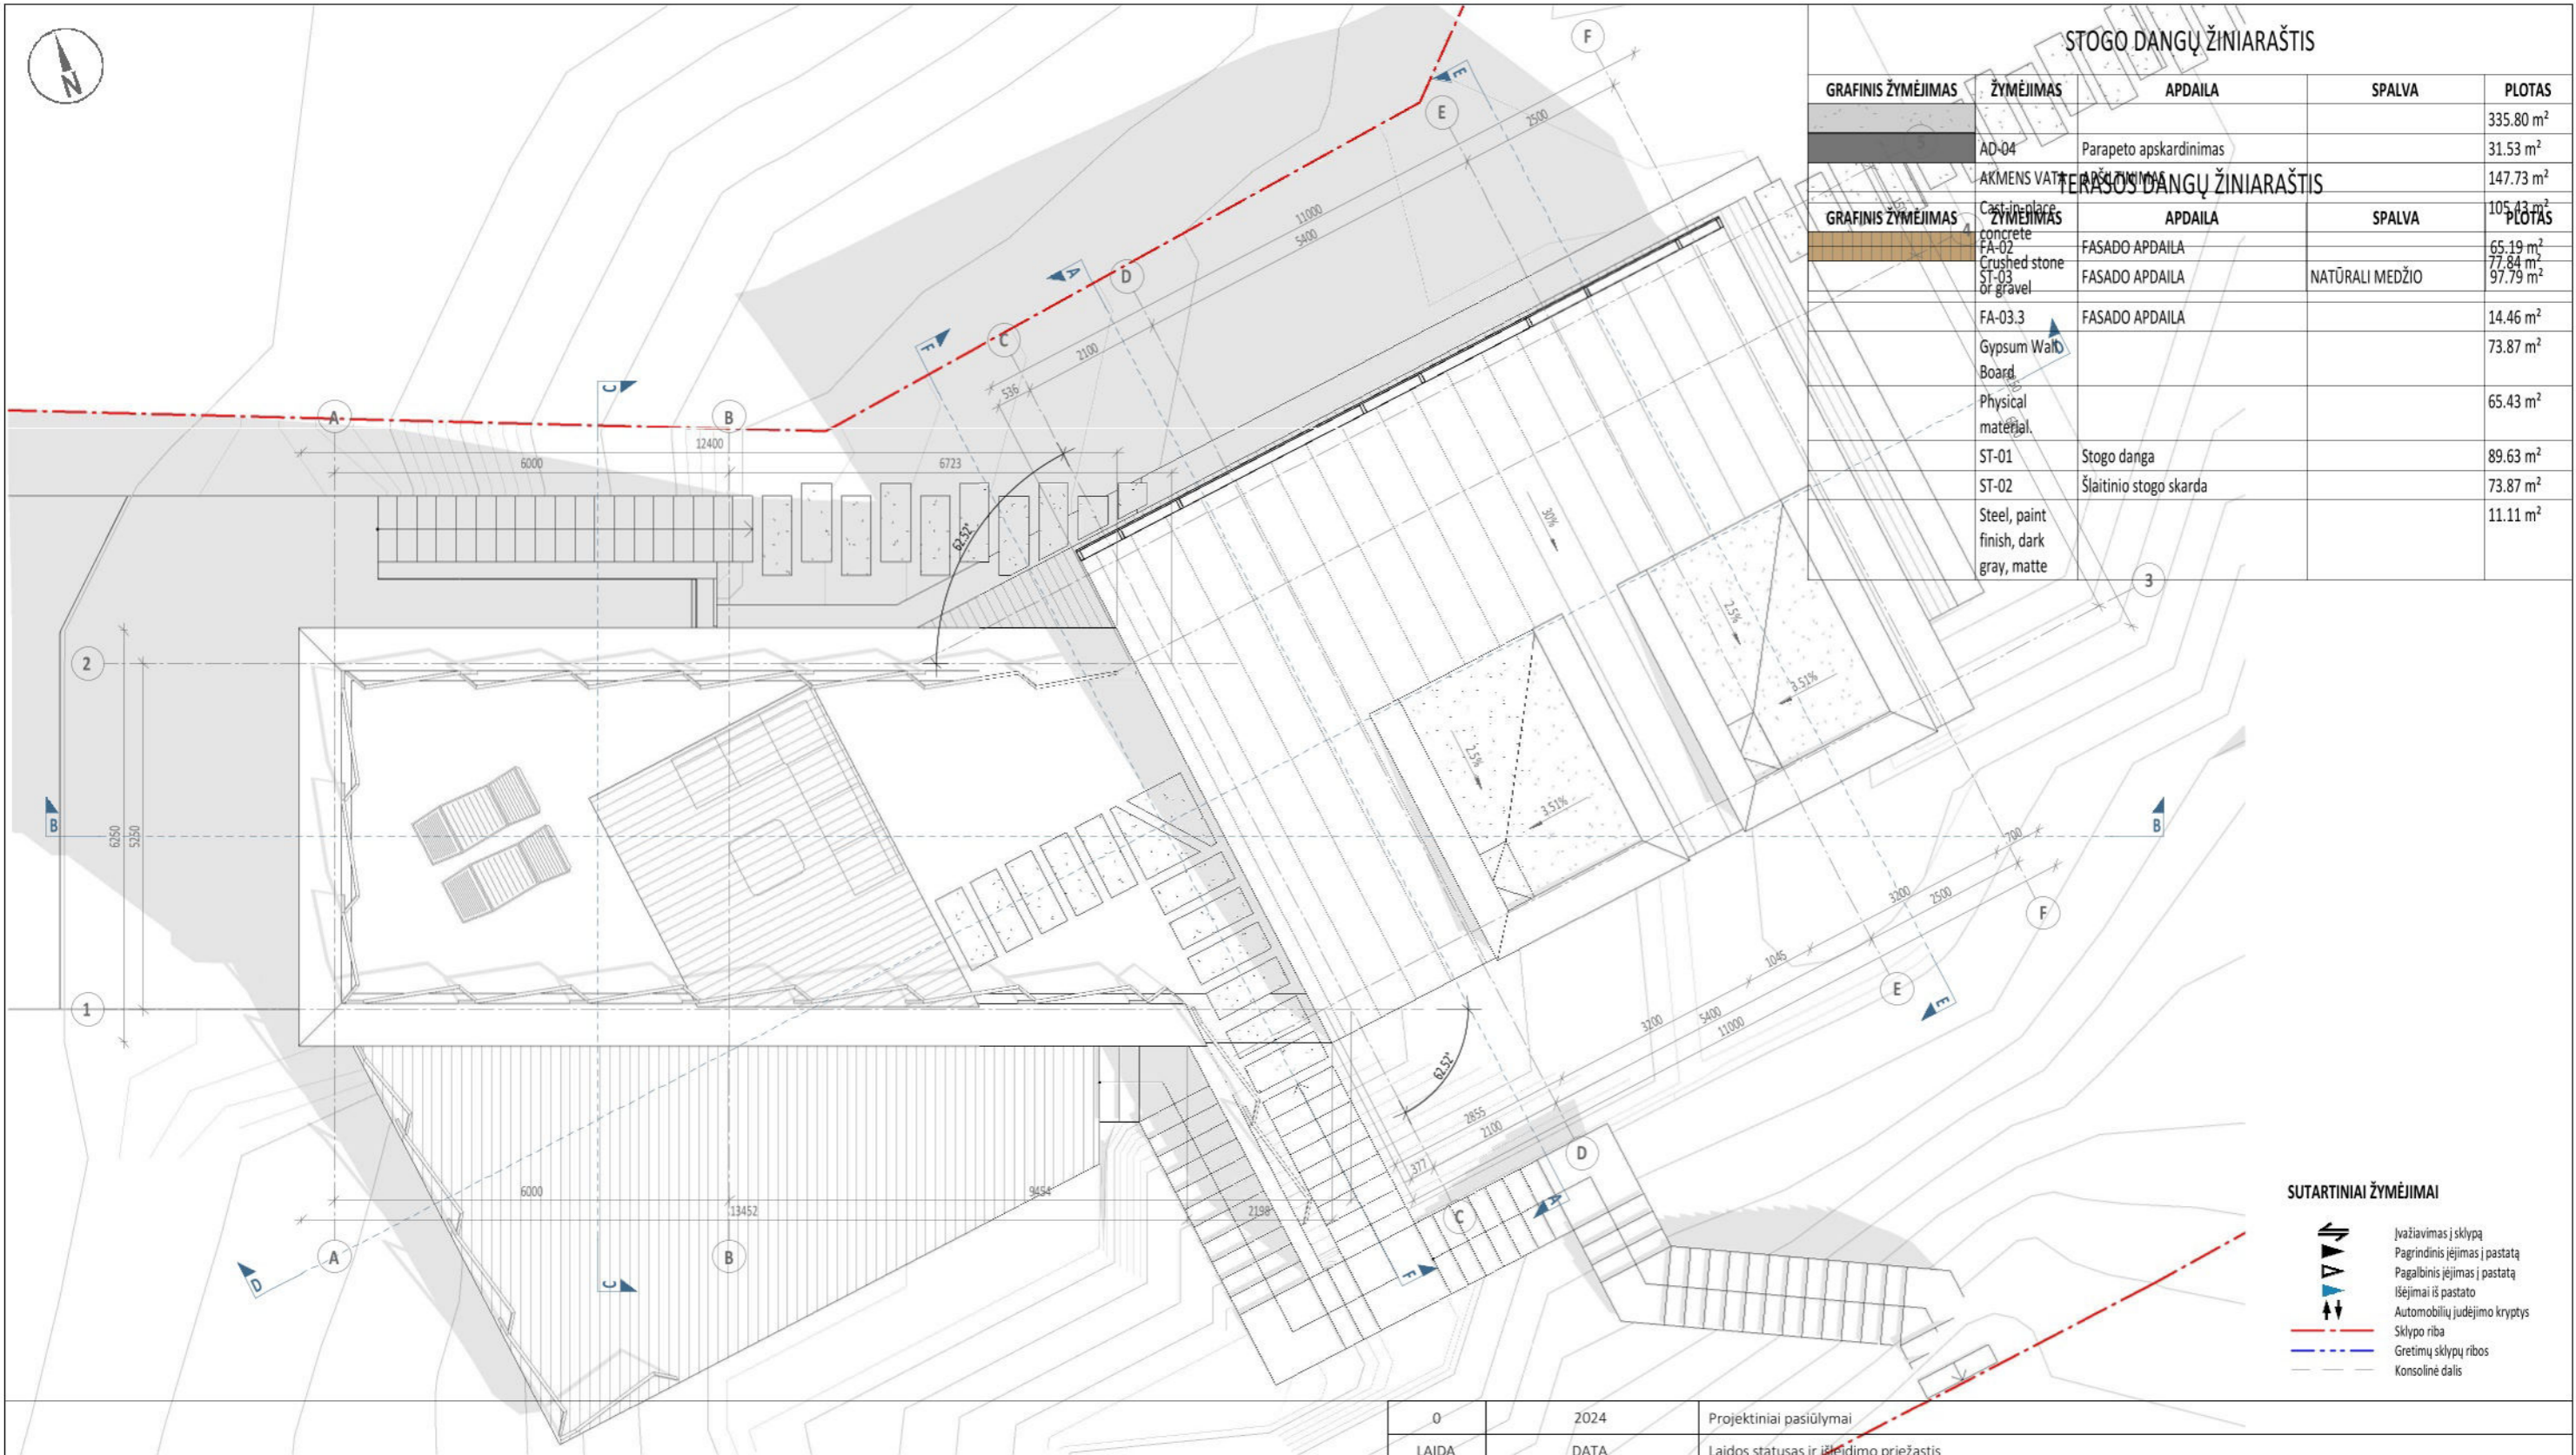 N
STOGO DANGŲ ŽINIARAŠTIS
GRAFINIS ŽYMĖJIMAS ŽYMĖJIMAS APDAILA SPALVA PLOTAS
335.80 m²
AD-04 Parapeto apskardinimas 31.53 m²
AKMENS VATA APŠILTINIMAS 147.73 m²
Cast-in-place concrete 105.43 m²
Crushed stone or gravel 77.84 m²
FA-03.3 FASADO APDAILA 14.46 m²
Gypsum Wall Board 73.87 m²
Physical material. 65.43 m²
ST-01 Stogo danga 89.63 m²
ST-02 Šlaitinio stogo skarda 73.87 m²
Steel, paint finish, dark gray, matte 11.11 m²
TERASOS DANGŲ ŽINIARAŠTIS
GRAFINIS ŽYMĖJIMAS ŽYMĖJIMAS APDAILA SPALVA PLOTAS
FA-02 FASADO APDAILA 65.19 m²
ST-03 FASADO APDAILA NATŪRALI MEDŽIO 97.79 m²
F
E
E
2500
11000
5400
D
A
C
F
2100
536
5
4
D
3
A
C
B
12400
6000
6723
62.52°
30%
2.5%
3.51%
2.5%
3.51%
2
1
B
6250
5250
B
700
3200
2500
F
1045
E
E
3200
5400
11000
62.52°
2855
2100
377
D
C
A
F
6000
9454
13452
2198
A
B
C
D
SUTARTINIAI ŽYMĖJIMAI
Įvažiavimas į sklypą
Pagrindinis įėjimas į pastatą
Pagalbinis įėjimas į pastatą
Išėjimai iš pastato
Automobilių judėjimo kryptys
Sklypo riba
Gretimų sklypų ribos
Konsolinė dalis
0 2024 Projektiniai pasiūlymai
LAIDA DATA Laidos statusas ir išleidimo priežastis